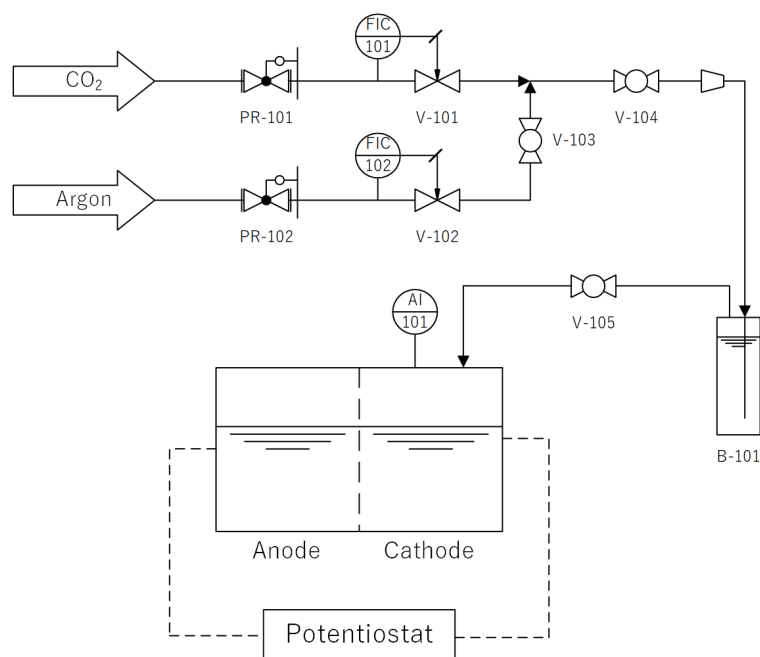 FIC
101
CO₂
PR-101
V-101
V-104
FIC
102
V-103
Argon
PR-102
V-102
AI
101
V-105
B-101
Anode
Cathode
Potentiostat